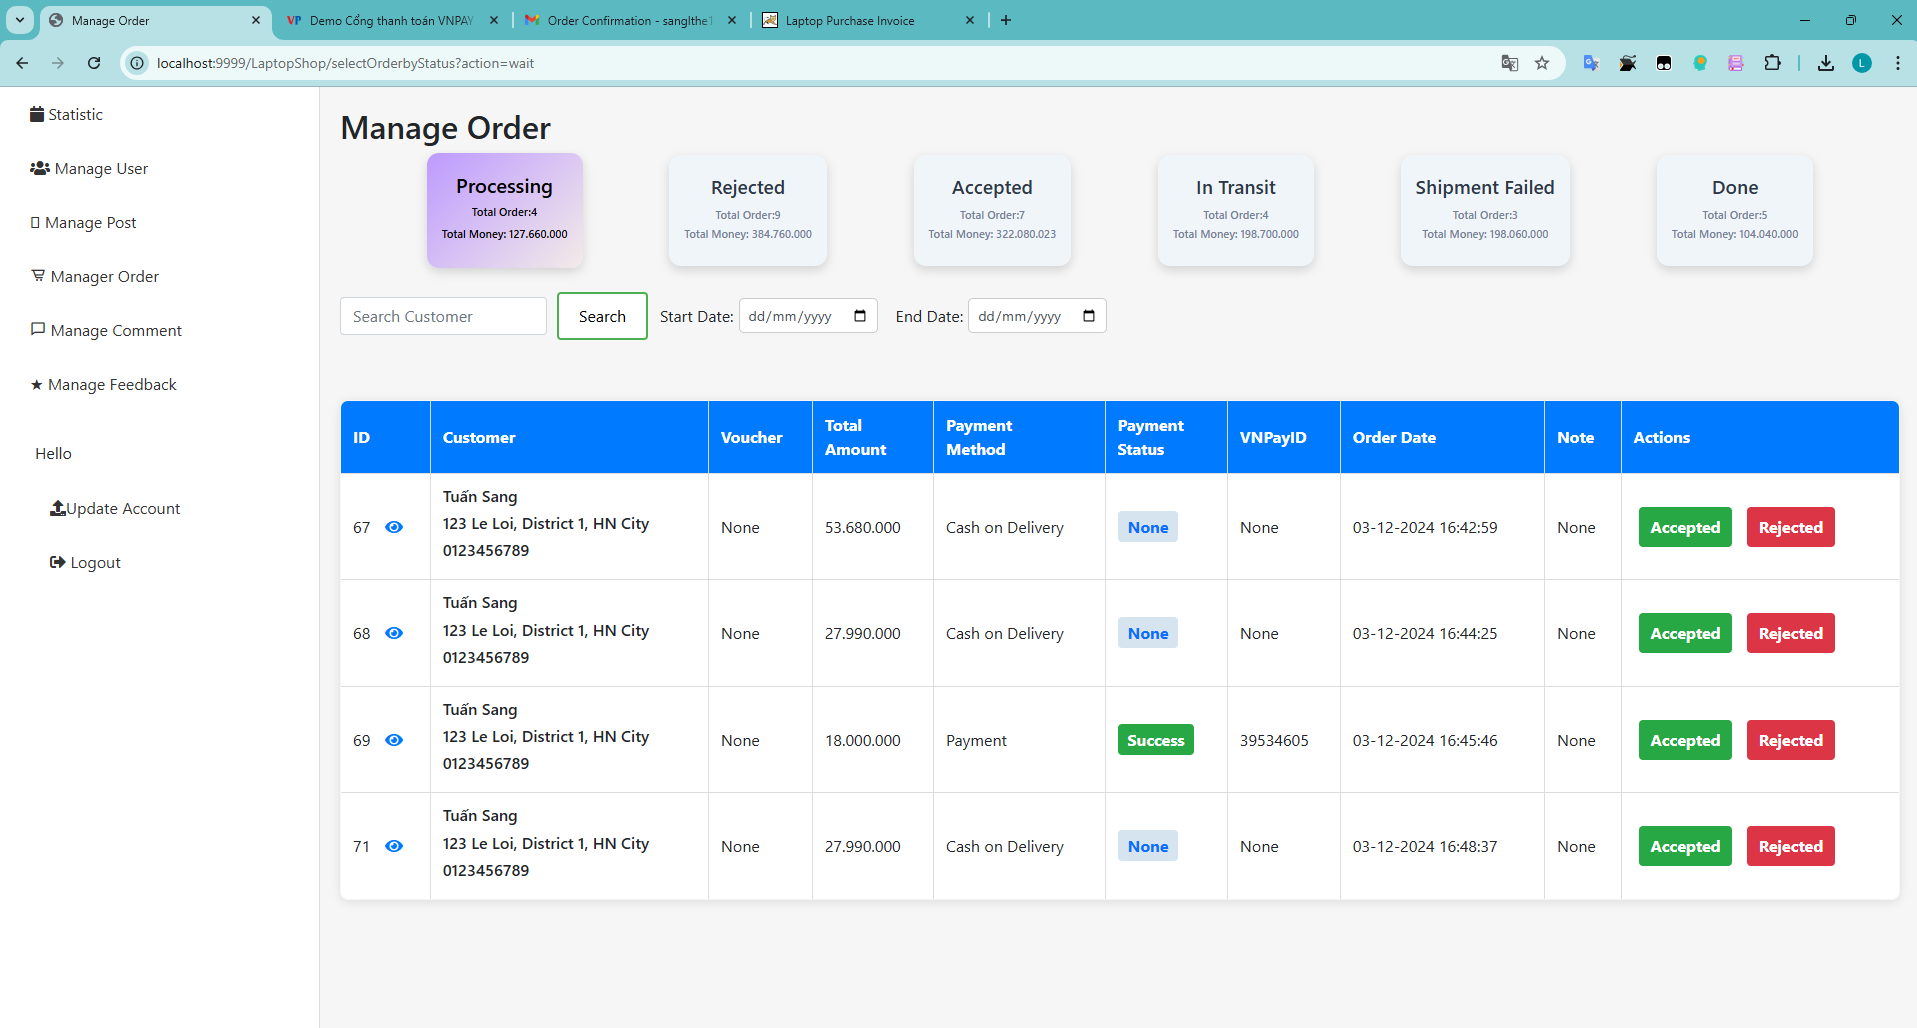 Manage Order
Demo Cổng thanh toán VNPAY
Order Confirmation - sanglthe1
Laptop Purchase Invoice
localhost:9999/LaptopShop/selectOrderbyStatus?action=wait
L
Statistic
Manage User
Manage Post
Manager Order
Manage Comment
Manage Feedback
Hello
Update Account
Logout
Manage Order
Processing
Total Order:4
Total Money: 127.660.000
Rejected
Total Order:9
Total Money: 384.760.000
Accepted
Total Order:7
Total Money: 322.080.023
In Transit
Total Order:4
Total Money: 198.700.000
Shipment Failed
Total Order:3
Total Money: 198.060.000
Done
Total Order:5
Total Money: 104.040.000
Search Customer Search Start Date: dd/mm/yyyy End Date: dd/mm/yyyy
ID Customer Voucher Total Amount Payment Method Payment Status VNPayID Order Date Note Actions
Tuấn Sang
123 Le Loi, District 1, HN City
0123456789
67 None 53.680.000 Cash on Delivery None None 03-12-2024 16:42:59 None Accepted Rejected
Tuấn Sang
123 Le Loi, District 1, HN City
0123456789
68 None 27.990.000 Cash on Delivery None None 03-12-2024 16:44:25 None Accepted Rejected
Tuấn Sang
123 Le Loi, District 1, HN City
0123456789
69 None 18.000.000 Payment Success 39534605 03-12-2024 16:45:46 None Accepted Rejected
Tuấn Sang
123 Le Loi, District 1, HN City
0123456789
71 None 27.990.000 Cash on Delivery None None 03-12-2024 16:48:37 None Accepted Rejected